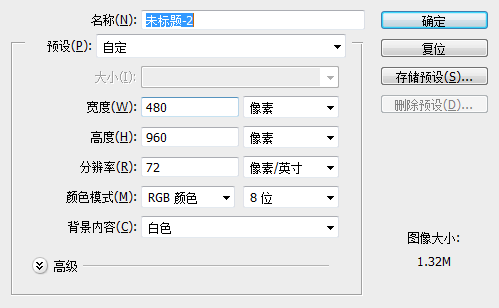 名称(N): 未标题-2 确定
预设(P): 自定 复位
大小(I): 存储预设(S)...
宽度(W): 480 像素 删除预设(D)...
高度(H): 960 像素
分辨率(R): 72 像素/英寸
颜色模式(M): RGB 颜色 8 位
背景内容(C): 白色 图像大小:
高级 1.32M